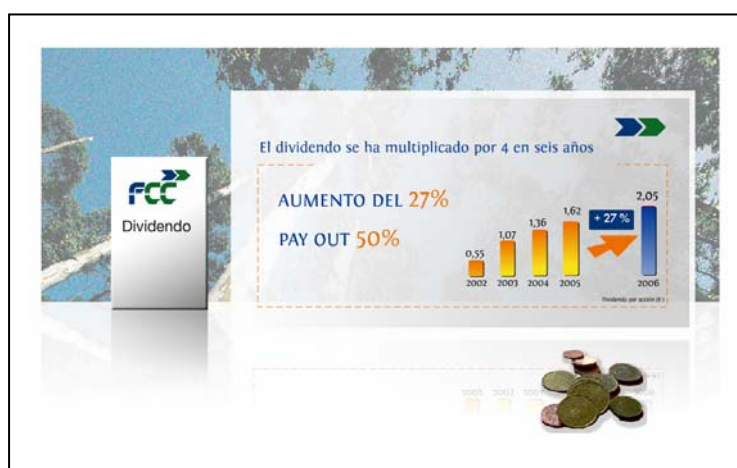 El dividendo se ha multiplicado por 4 en seis años
FCC
Dividendo
AUMENTO DEL 27%
PAY OUT 50%
0,55
1,07
1,36
1,62
+ 27 %
2,05
2002 2003 2004 2005 2006
Dividendo por acción (€)